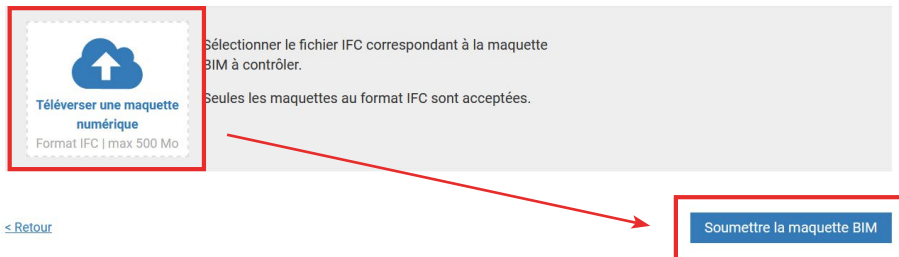 Sélectionner le fichier IFC correspondant à la maquette
BIM à contrôler.
Seules les maquettes au format IFC sont acceptées.
Téléverser une maquette
numérique
Format IFC | max 500 Mo
< Retour
Soumettre la maquette BIM